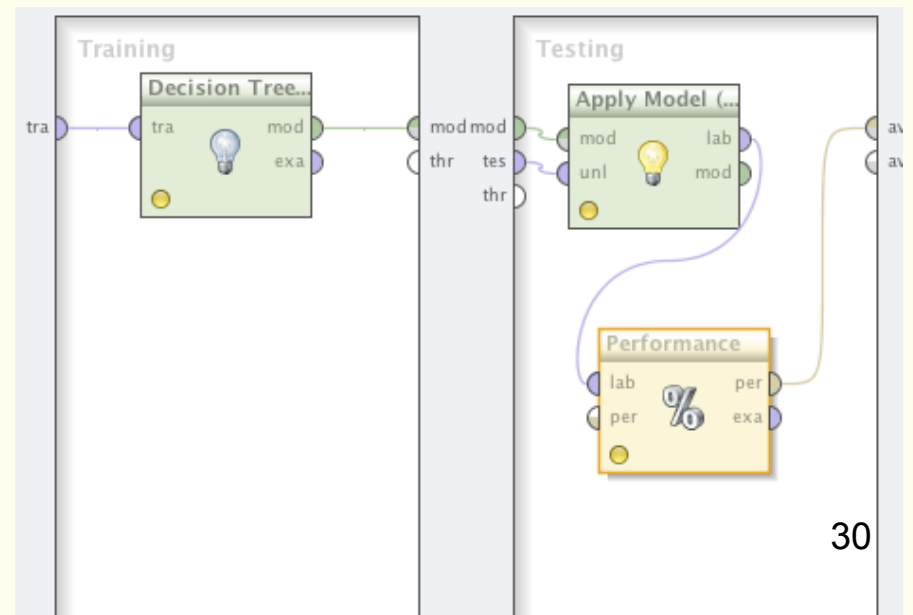 Training
Decision Tree...
tra
tra
mod
exa
mod
thr
Testing
mod
tes
thr
Apply Model (...
mod
unl
lab
mod
av
av
Performance
lab
per
%
per
exa
30